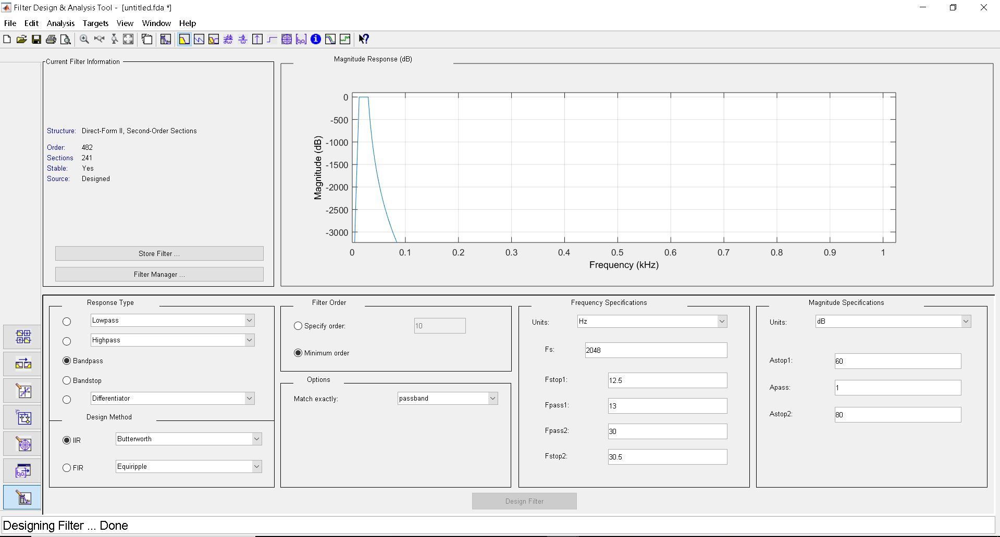 Filter Design & Analysis Tool - [untitled.fda *]
File Edit Analysis Targets View Window Help
Current Filter Information
Structure: Direct-Form II, Second-Order Sections
Order: 482
Sections 241
Stable: Yes
Source: Designed
Store Filter ...
Filter Manager ...
Magnitude Response (dB)
Magnitude (dB)
0
-500
-1000
-1500
-2000
-2500
-3000
0 0.1 0.2 0.3 0.4 0.5 0.6 0.7 0.8 0.9 1
Frequency (kHz)
Response Type
Lowpass
Highpass
Bandpass
Bandstop
Differentiator
Design Method
IIR Butterworth
FIR Equiripple
Filter Order
Specify order: 10
Minimum order
Options
Match exactly: passband
Frequency Specifications
Units: Hz
Fs: 2048
Fstop1: 12.5
Fpass1: 13
Fpass2: 30
Fstop2: 30.5
Magnitude Specifications
Units: dB
Astop1: 60
Apass: 1
Astop2: 80
Design Filter
Designing Filter ... Done